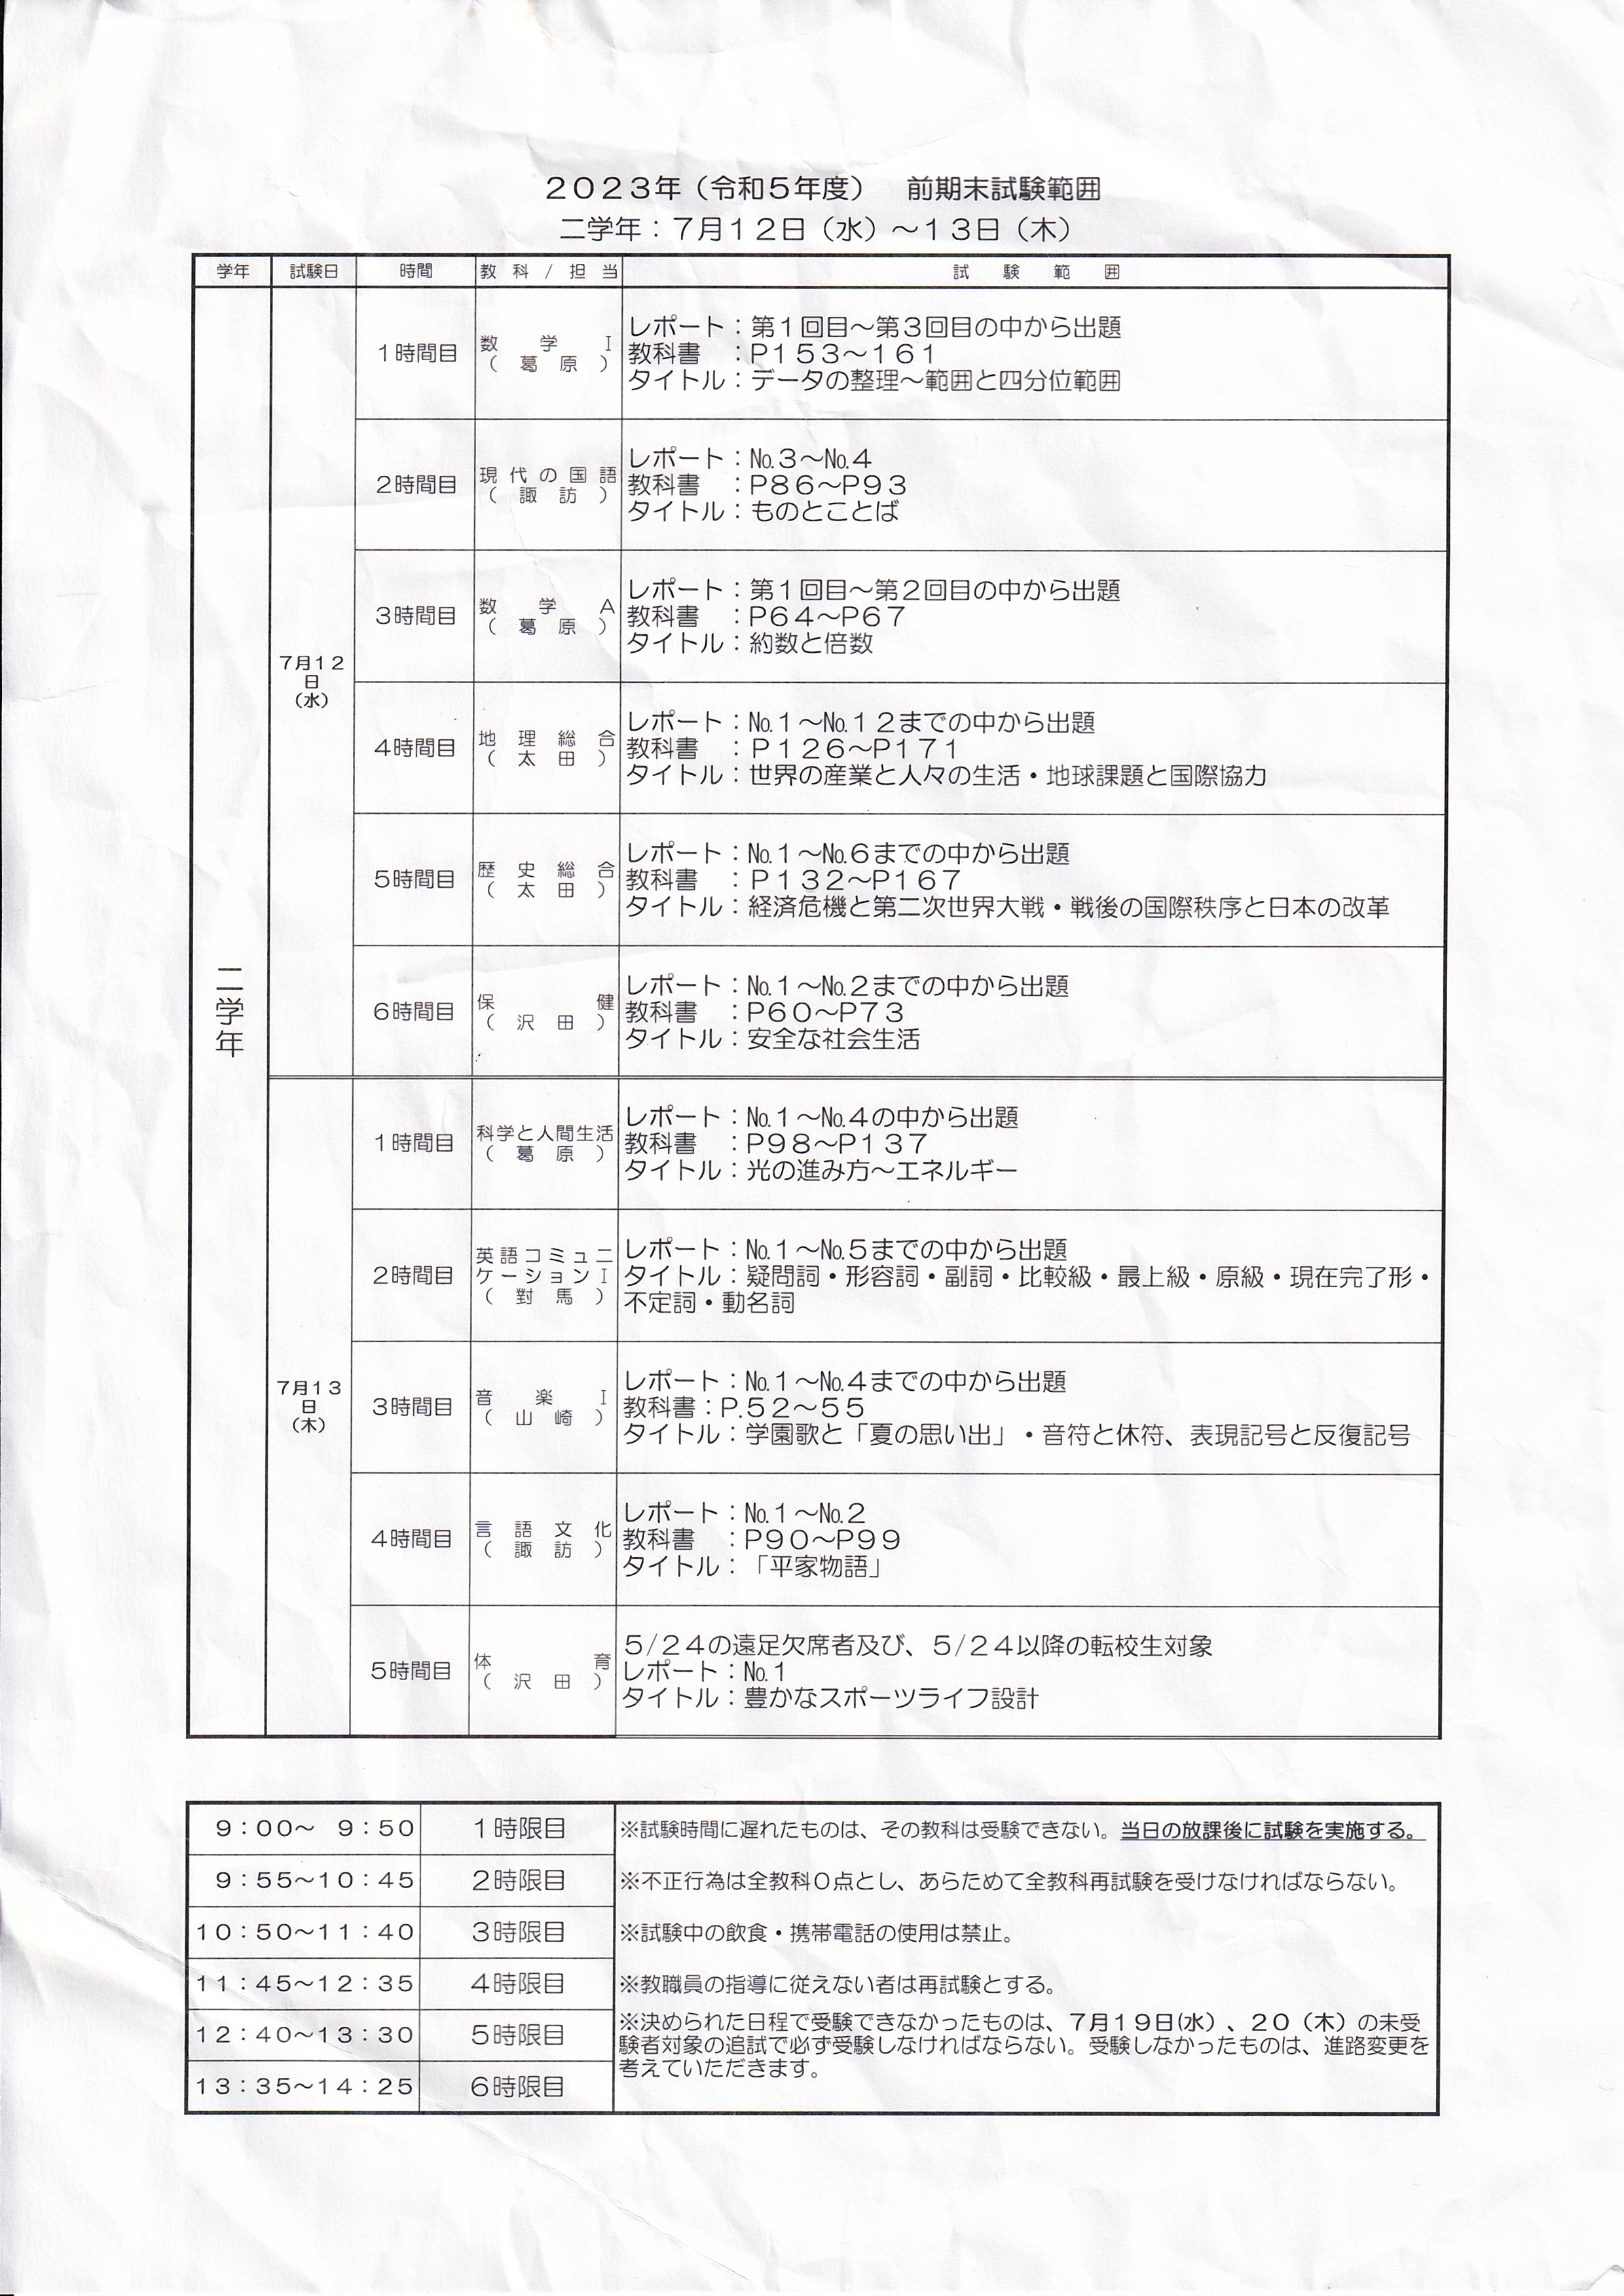 ２０２３年（令和５年度）　前期末試験範囲
二学年：７月１２日（水）～１３日（木）
学年 試験日 時間 教科/担当 試験範囲
二学年
７月１２日（水）
１時間目 数学Ⅰ（葛原）
レポート：第１回目～第３回目の中から出題
教科書　：Ｐ１５３～１６１
タイトル：データの整理～範囲と四分位範囲
２時間目 現代の国語（諏訪）
レポート：№３～№４
教科書　：Ｐ８６～Ｐ９３
タイトル：ものとことば
３時間目 数学Ａ（葛原）
レポート：第１回目～第２回目の中から出題
教科書　：Ｐ６４～Ｐ６７
タイトル：約数と倍数
４時間目 地理総合（太田）
レポート：№１～№１２までの中から出題
教科書　：Ｐ１２６～Ｐ１７１
タイトル：世界の産業と人々の生活・地球課題と国際協力
５時間目 歴史総合（太田）
レポート：№１～№６までの中から出題
教科書　：Ｐ１３２～Ｐ１６７
タイトル：経済危機と第二次世界大戦・戦後の国際秩序と日本の改革
６時間目 保健（沢田）
レポート：№１～№２までの中から出題
教科書　：Ｐ６０～Ｐ７３
タイトル：安全な社会生活
７月１３日（木）
１時間目 科学と人間生活（葛原）
レポート：№１～№４の中から出題
教科書　：Ｐ９８～Ｐ１３７
タイトル：光の進み方～エネルギー
２時間目 英語コミュニケーションⅠ（對馬）
レポート：№１～№５までの中から出題
タイトル：疑問詞・形容詞・副詞・比較級・最上級・原級・現在完了形・
不定詞・動名詞
３時間目 音楽Ⅰ（山崎）
レポート：№１～№４までの中から出題
教科書：Ｐ.５２～５５
タイトル：学園歌と「夏の思い出」・音符と休符、表現記号と反復記号
４時間目 言語文化（諏訪）
レポート：№１～№２
教科書　：Ｐ９０～Ｐ９９
タイトル：「平家物語」
５時間目 体育（沢田）
５/２４の遠足欠席者及び、５/２４以降の転校生対象
レポート：№１
タイトル：豊かなスポーツライフ設計
９：００～　９：５０ １時限目
※試験時間に遅れたものは、その教科は受験できない。当日の放課後に試験を実施する。
９：５５～１０：４５ ２時限目
※不正行為は全教科０点とし、あらためて全教科再試験を受けなければならない。
１０：５０～１１：４０ ３時限目
※試験中の飲食・携帯電話の使用は禁止。
１１：４５～１２：３５ ４時限目
※教職員の指導に従えない者は再試験とする。
１２：４０～１３：３０ ５時限目
※決められた日程で受験できなかったものは、７月１９日(水）、２０（木）の未受
験者対象の追試で必ず受験しなければならない。受験しなかったものは、進路変更を
考えていただきます。
１３：３５～１４：２５ ６時限目